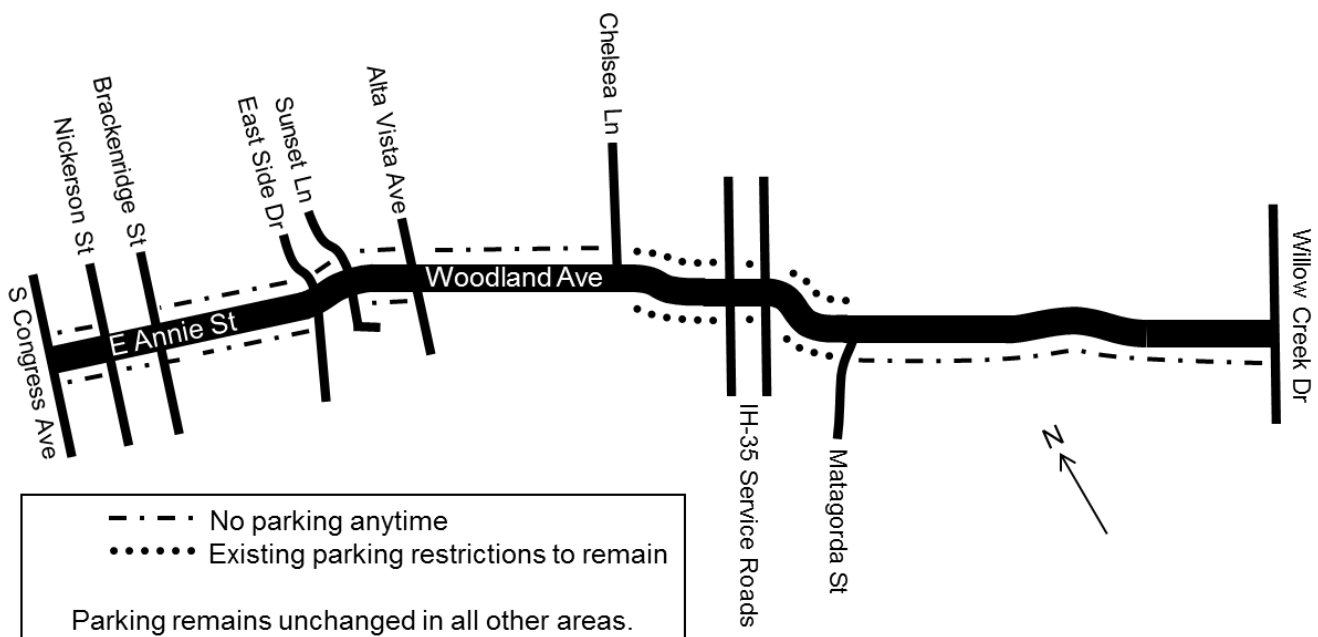 S Congress Ave
Nickerson St
Brackenridge St
East Side Dr
Sunset Ln
Alta Vista Ave
Chelsea Ln
Willow Creek Dr
Woodland Ave
E Annie St
IH-35 Service Roads
Matagorda St
N
No parking anytime
Existing parking restrictions to remain
Parking remains unchanged in all other areas.